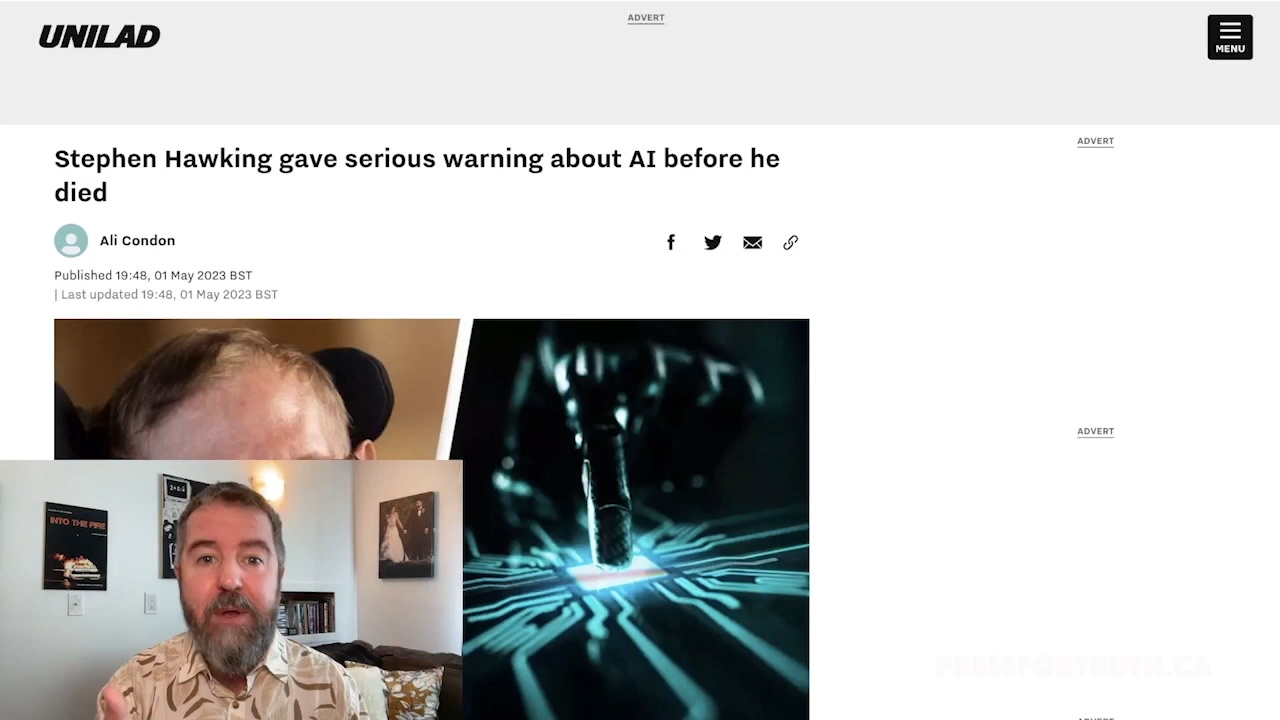 ADVERT
UNILAD
MENU
ADVERT
Stephen Hawking gave serious warning about AI before he
died
Ali Condon
Published 19:48, 01 May 2023 BST
| Last updated 19:48, 01 May 2023 BST
ADVERT
INTO THE FIRE
PRESSFORTRUTH.CA
ADVERT